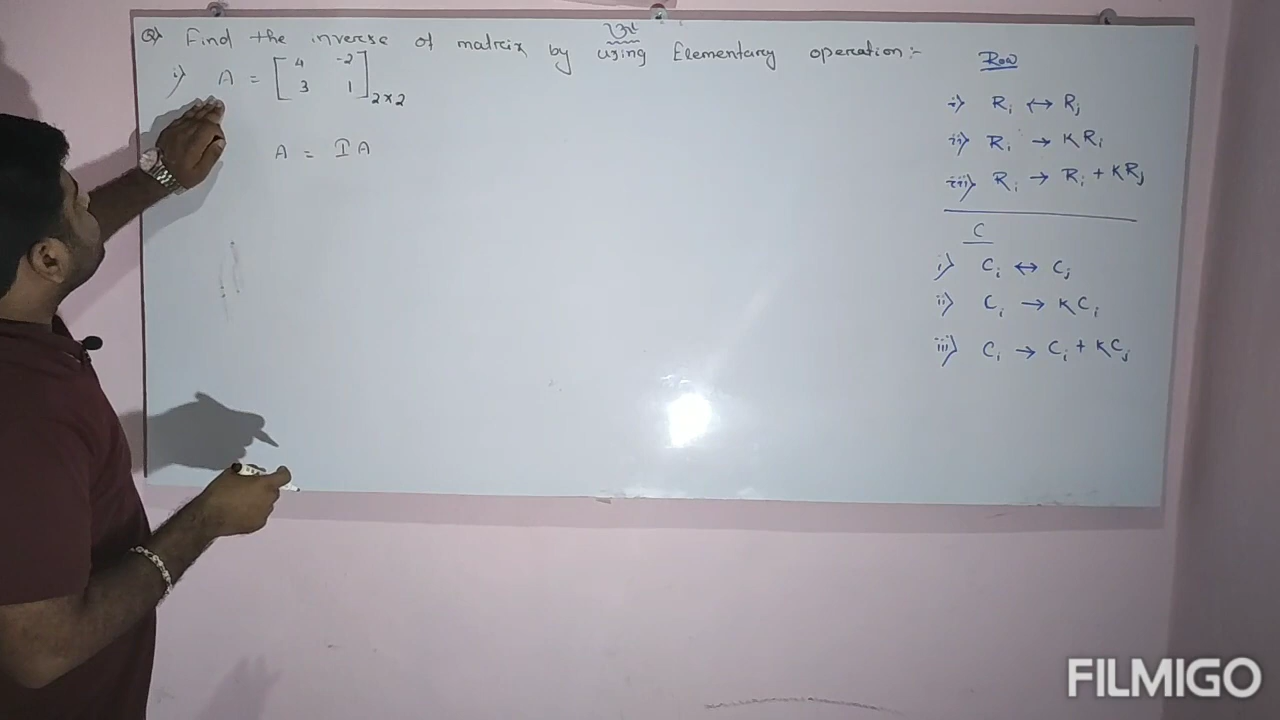 Q) Find the inverse of matrix by using Elementary operation :-
i) A = [ 4 -2
3 1 ] 2×2
A = IA
Row
i) Ri ↔ Rj
ii) Ri → KRi
iii) Ri → Ri + KRj
C
i) Ci ↔ Cj
ii) Ci → KCi
iii) Ci → Ci + KCj
FILMIGO